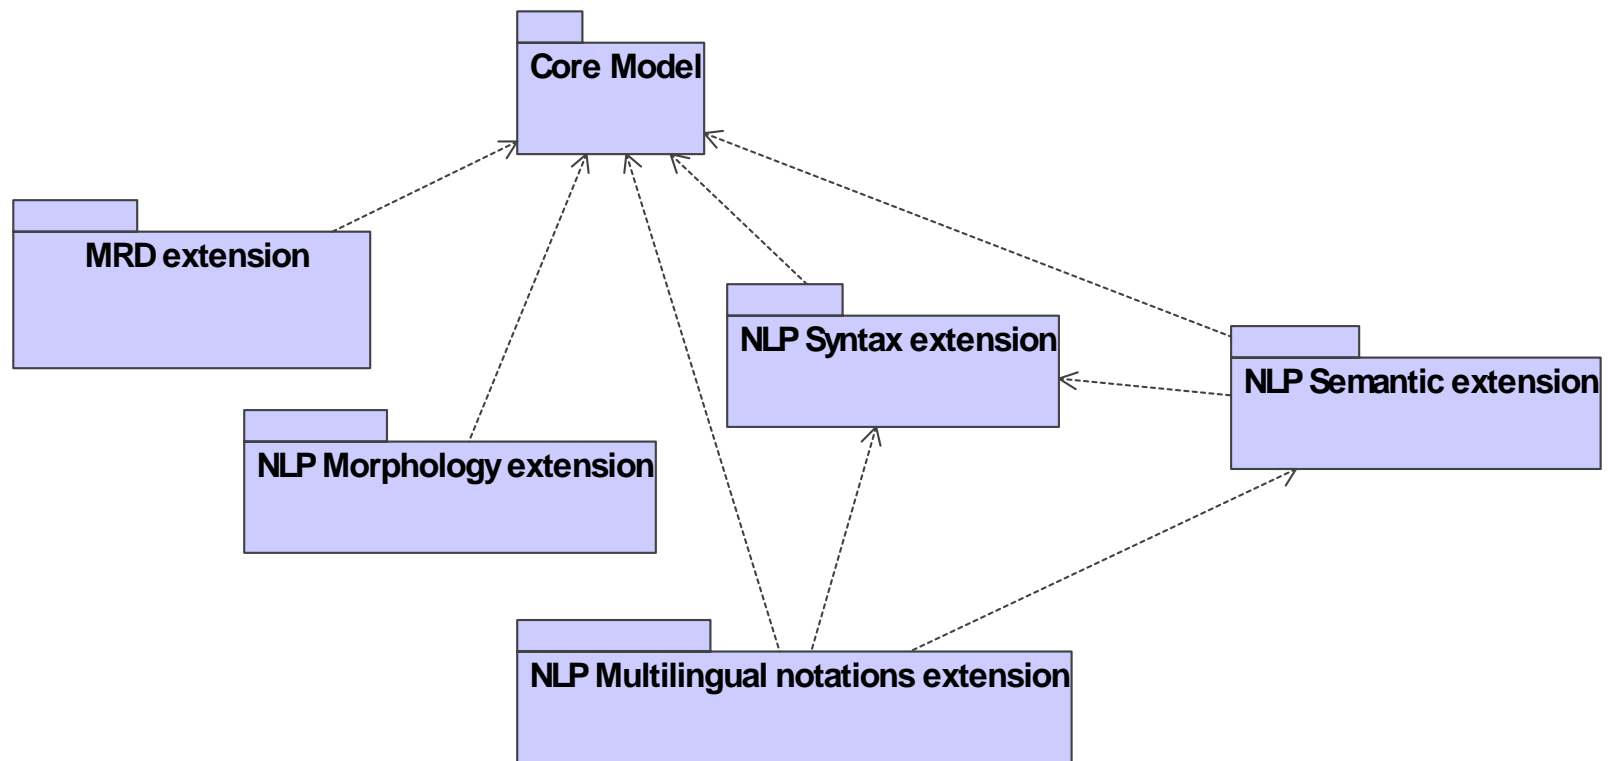 Core Model
MRD extension
NLP Syntax extension
NLP Semantic extension
NLP Morphology extension
NLP Multilingual notations extension